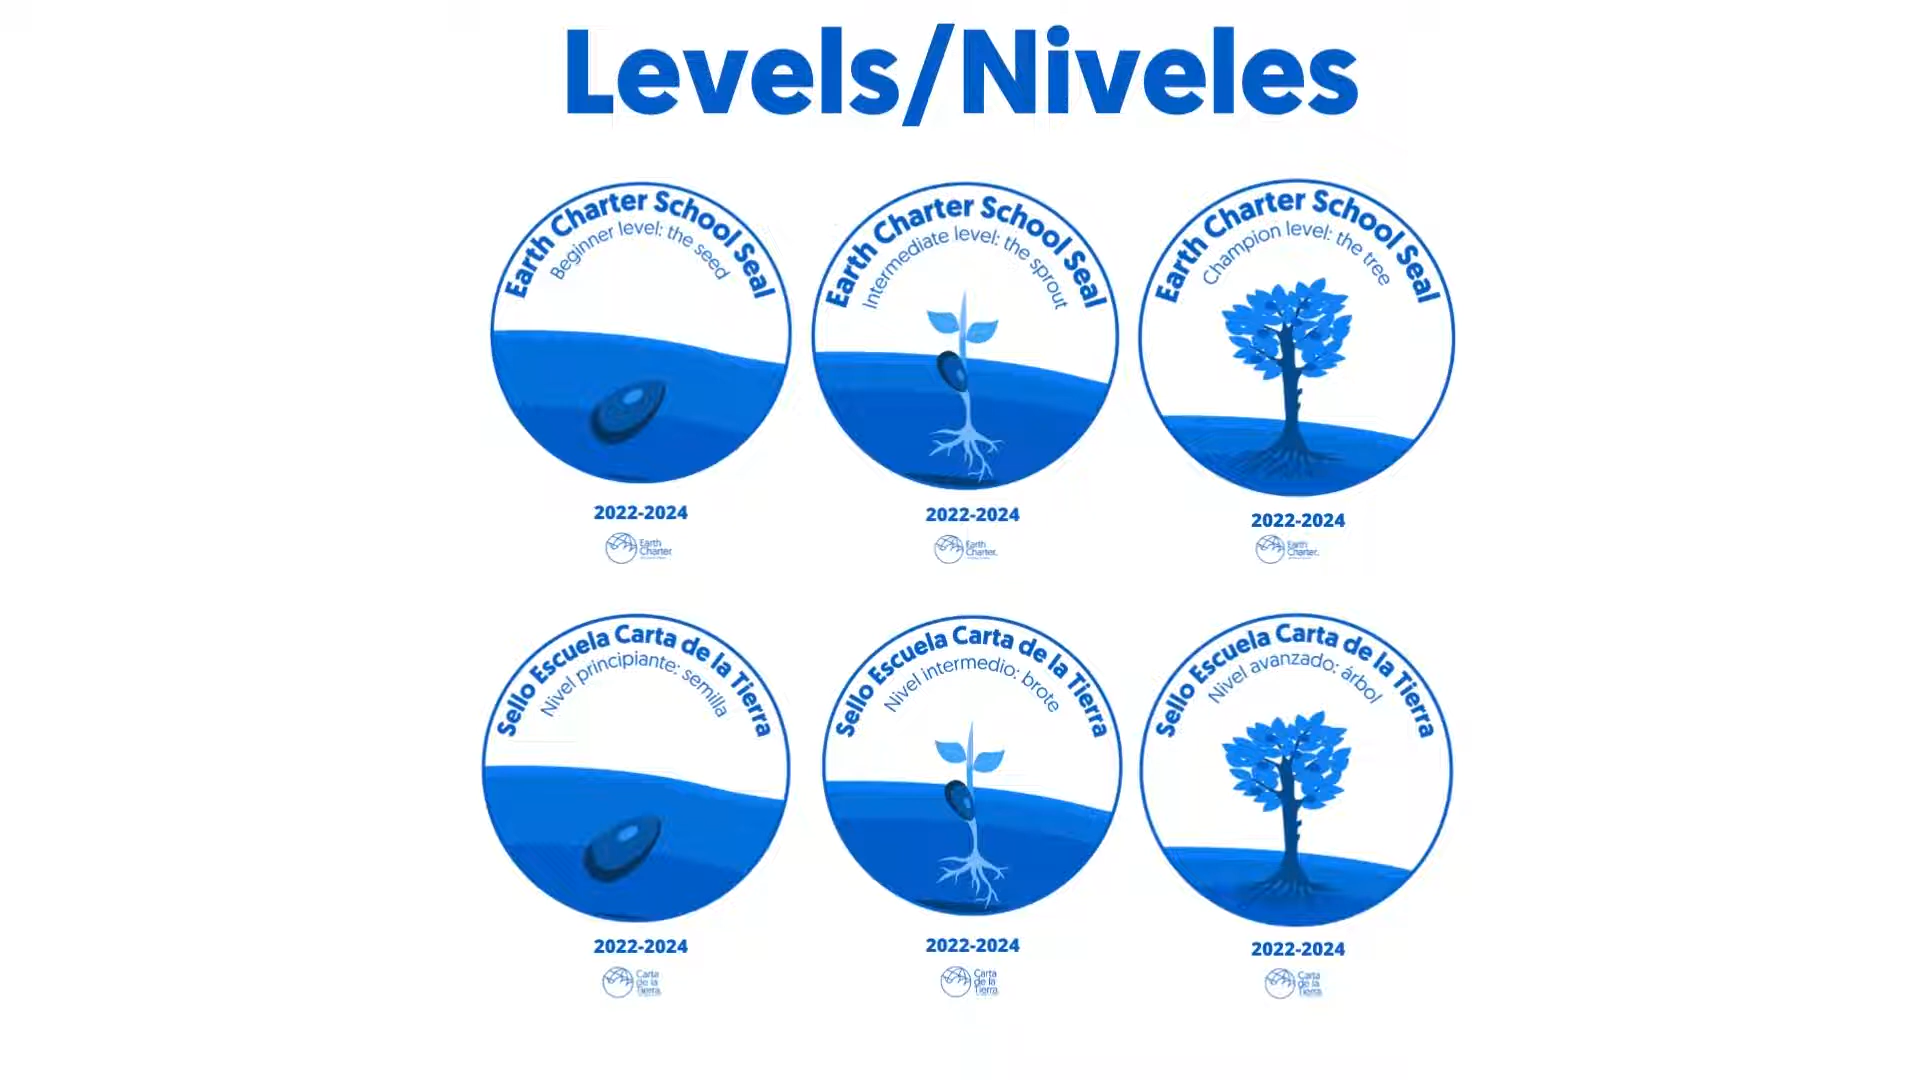 Levels/Niveles
Earth Charter School Seal
Beginner level: the seed
2022-2024
Earth
Charter
Earth Charter School Seal
Intermediate level: the sprout
2022-2024
Earth
Charter
Earth Charter School Seal
Champion level: the tree
2022-2024
Earth
Charter
Sello Escuela Carta de la Tierra
Nivel principiante: semilla
2022-2024
Carta
de la
Tierra
Sello Escuela Carta de la Tierra
Nivel intermedio: brote
2022-2024
Carta
de la
Tierra
Sello Escuela Carta de la Tierra
Nivel avanzado: árbol
2022-2024
Carta
de la
Tierra